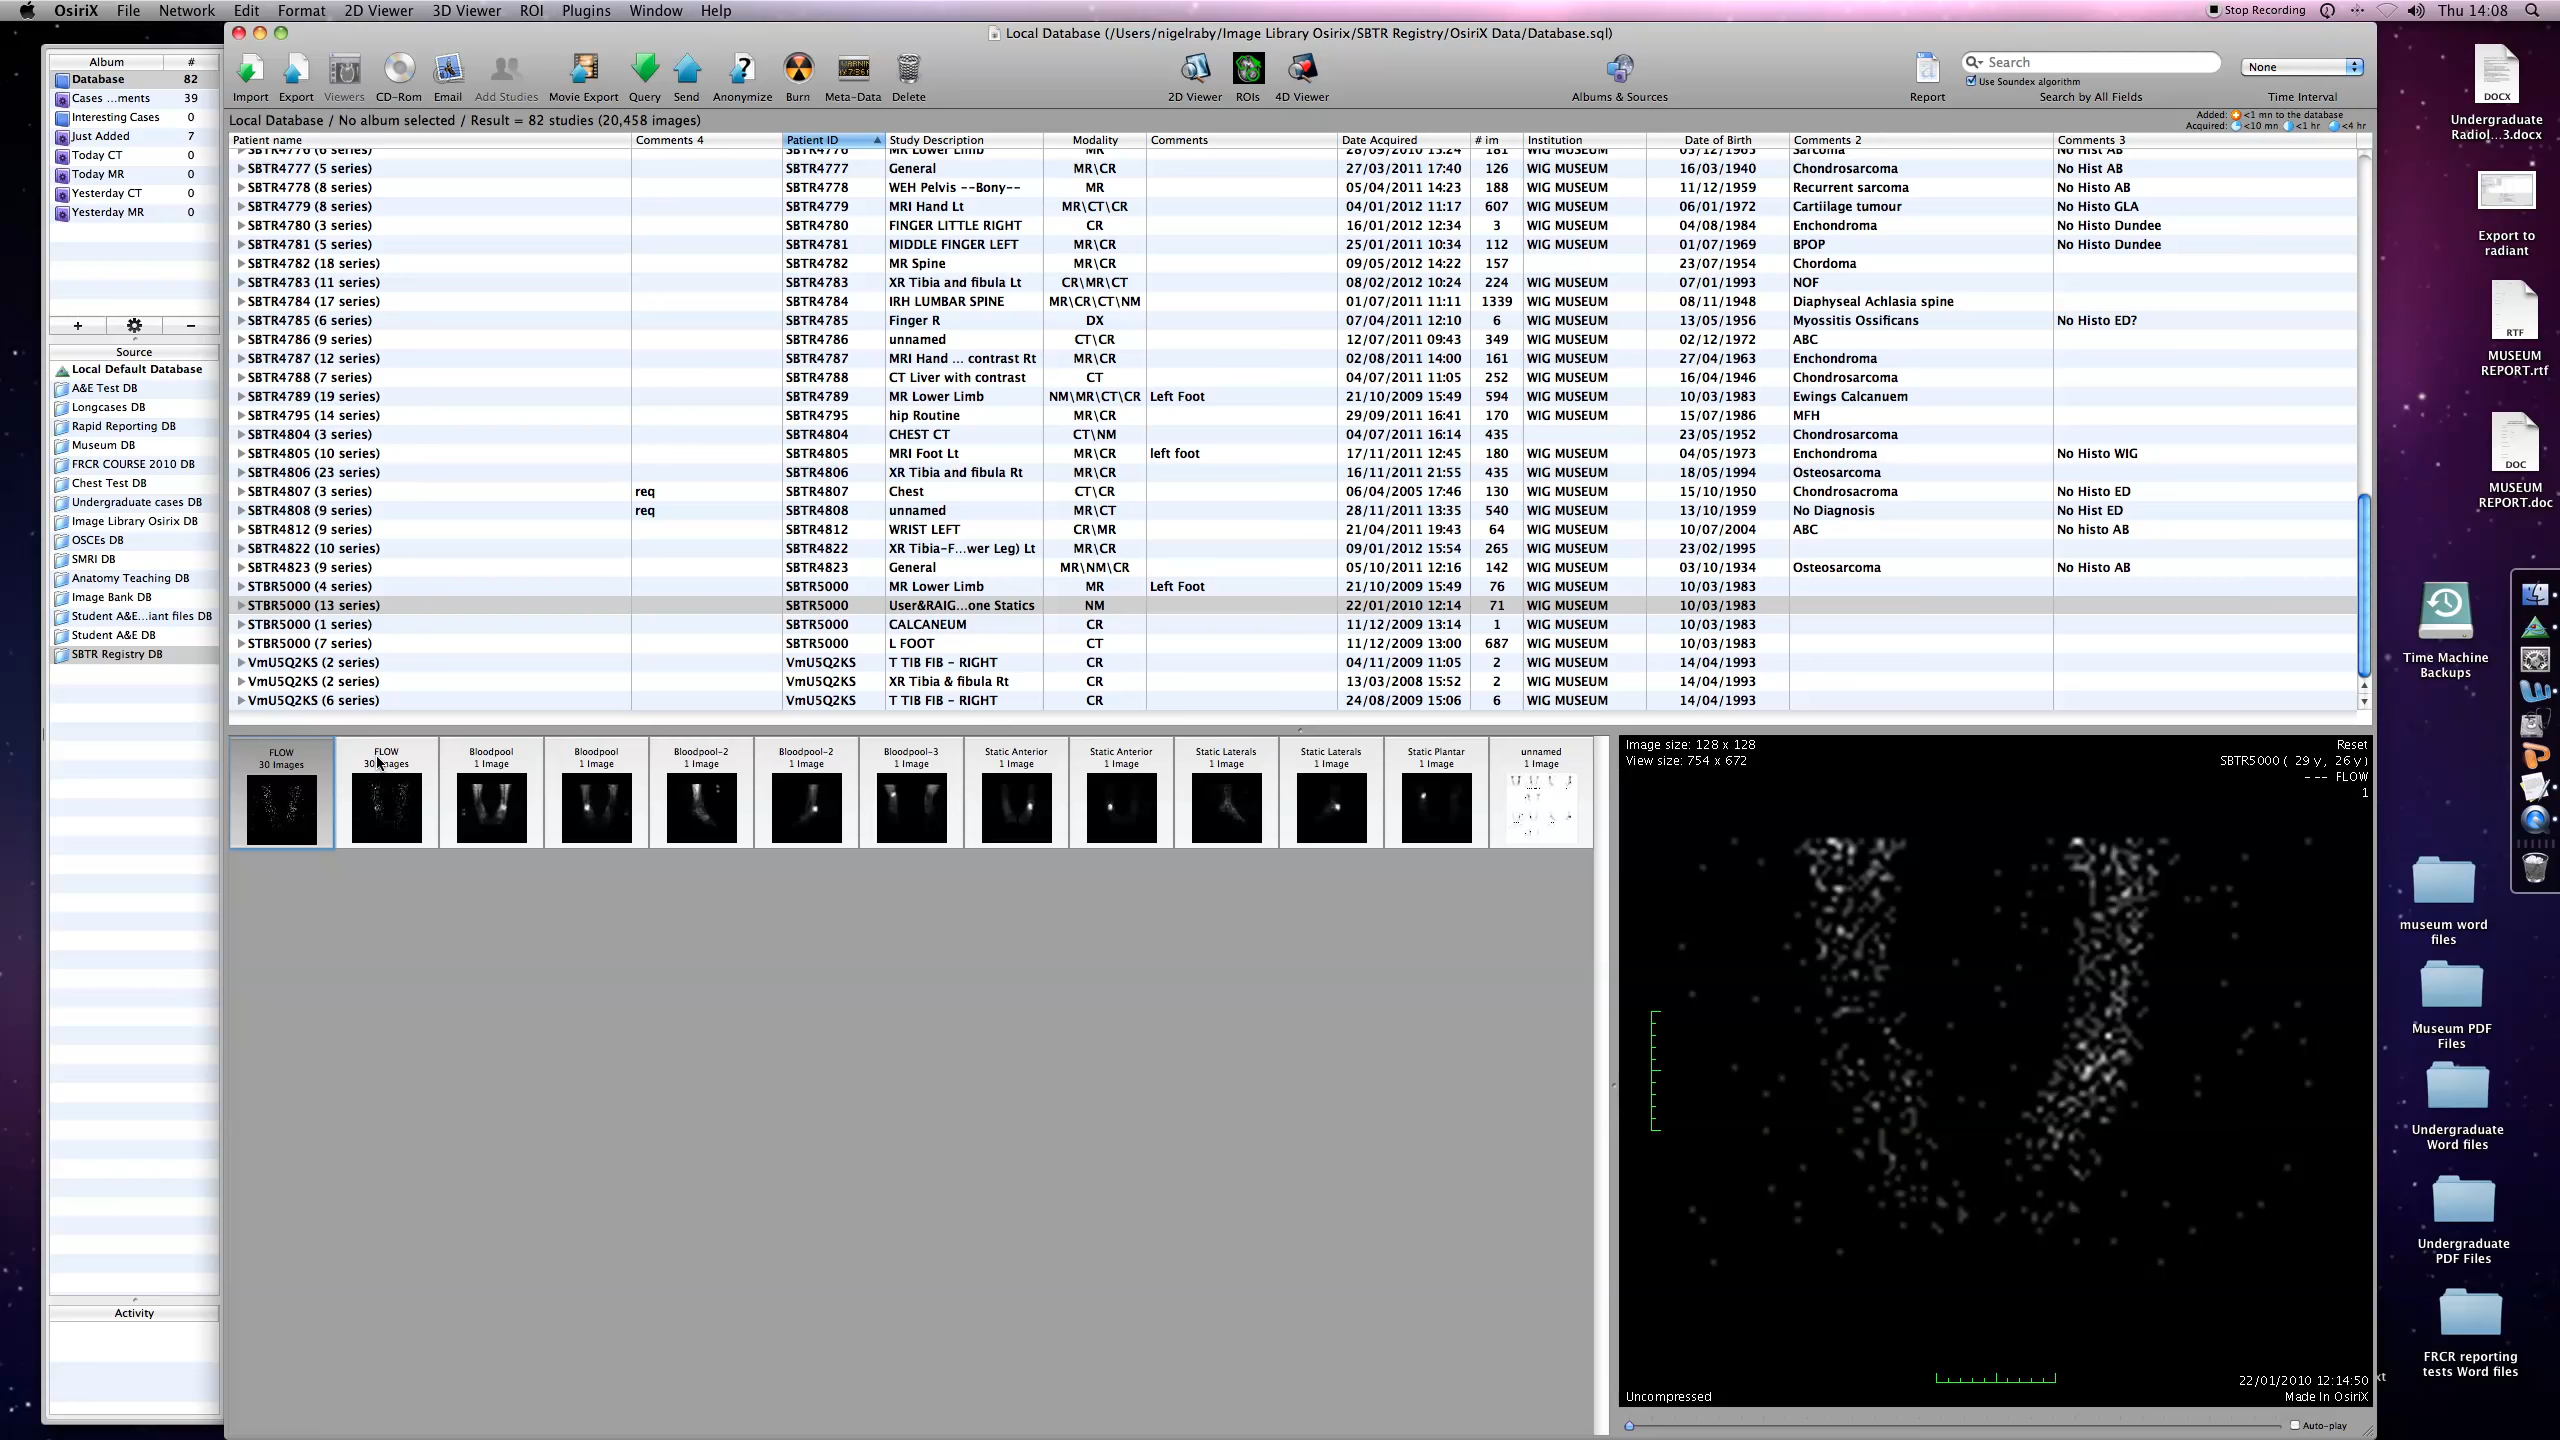 OsiriX File Network Edit Format 2D Viewer 3D Viewer ROI Plugins Window Help Stop Recording Thu 14:08
Local Database (/Users/nigelraby/Image Library Osirix/SBTR Registry/OsiriX Data/Database.sql)
Album #
Database 82
Cases ...ments 39
Interesting Cases 0
Just Added 7
Today CT 0
Today MR 0
Yesterday CT 0
Yesterday MR 0
+ −
Source
Local Default Database
A&E Test DB
Longcases DB
Rapid Reporting DB
Museum DB
FRCR COURSE 2010 DB
Chest Test DB
Undergraduate cases DB
Image Library Osirix DB
OSCEs DB
SMRI DB
Anatomy Teaching DB
Image Bank DB
Student A&E...iant files DB
Student A&E DB
SBTR Registry DB
Activity
Import Export Viewers CD-Rom Email Add Studies Movie Export Query Send Anonymize Burn Meta-Data Delete 2D Viewer ROIs 4D Viewer Albums & Sources Report
Search
Use Soundex algorithm
Search by All Fields
None
Time Interval
Local Database / No album selected / Result = 82 studies (20,458 images)
Added: <1 mn to the database
Acquired: <10 mn <1 hr <4 hr
Patient name Comments 4 Patient ID Study Description Modality Comments Date Acquired # im Institution Date of Birth Comments 2 Comments 3
SBTR4776 (6 series) SBTR4776 MR Lower Limb MR 28/09/2010 13:24 181 WIG MUSEUM 03/12/1963 Sarcoma No Hist AB
SBTR4777 (5 series) SBTR4777 General MR\CR 27/03/2011 17:40 126 WIG MUSEUM 16/03/1940 Chondrosarcoma No Hist AB
SBTR4778 (8 series) SBTR4778 WEH Pelvis --Bony-- MR 05/04/2011 14:23 188 WIG MUSEUM 11/12/1959 Recurrent sarcoma No Histo AB
SBTR4779 (8 series) SBTR4779 MRI Hand Lt MR\CT\CR 04/01/2012 11:17 607 WIG MUSEUM 06/01/1972 Cartiilage tumour No Histo GLA
SBTR4780 (3 series) SBTR4780 FINGER LITTLE RIGHT CR 16/01/2012 12:34 3 WIG MUSEUM 04/08/1984 Enchondroma No Histo Dundee
SBTR4781 (5 series) SBTR4781 MIDDLE FINGER LEFT MR\CR 25/01/2011 10:34 112 WIG MUSEUM 01/07/1969 BPOP No Histo Dundee
SBTR4782 (18 series) SBTR4782 MR Spine MR\CR 09/05/2012 14:22 157 23/07/1954 Chordoma
SBTR4783 (11 series) SBTR4783 XR Tibia and fibula Lt CR\MR\CT 08/02/2012 10:24 224 WIG MUSEUM 07/01/1993 NOF
SBTR4784 (17 series) SBTR4784 IRH LUMBAR SPINE MR\CR\CT\NM 01/07/2011 11:11 1339 WIG MUSEUM 08/11/1948 Diaphyseal Achlasia spine
SBTR4785 (6 series) SBTR4785 Finger R DX 07/04/2011 12:10 6 WIG MUSEUM 13/05/1956 Myossitis Ossificans No Histo ED?
SBTR4786 (9 series) SBTR4786 unnamed CT\CR 12/07/2011 09:43 349 WIG MUSEUM 02/12/1972 ABC
SBTR4787 (12 series) SBTR4787 MRI Hand ... contrast Rt MR\CR 02/08/2011 14:00 161 WIG MUSEUM 27/04/1963 Enchondroma
SBTR4788 (7 series) SBTR4788 CT Liver with contrast CT 04/07/2011 11:05 252 WIG MUSEUM 16/04/1946 Chondrosarcoma
SBTR4789 (19 series) SBTR4789 MR Lower Limb NM\MR\CT\CR Left Foot 21/10/2009 15:49 594 WIG MUSEUM 10/03/1983 Ewings Calcanuem
SBTR4795 (14 series) SBTR4795 hip Routine MR\CR 29/09/2011 16:41 170 WIG MUSEUM 15/07/1986 MFH
SBTR4804 (3 series) SBTR4804 CHEST CT CT\NM 04/07/2011 16:14 435 23/05/1952 Chondrosarcoma
SBTR4805 (10 series) SBTR4805 MRI Foot Lt MR\CR left foot 17/11/2011 12:45 180 WIG MUSEUM 04/05/1973 Enchondroma No Histo WIG
SBTR4806 (23 series) SBTR4806 XR Tibia and fibula Rt MR\CR 16/11/2011 21:55 435 WIG MUSEUM 18/05/1994 Osteosarcoma
SBTR4807 (3 series) req SBTR4807 Chest CT\CR 06/04/2005 17:46 130 WIG MUSEUM 15/10/1950 Chondrosacroma No Histo ED
SBTR4808 (9 series) req SBTR4808 unnamed MR\CT 28/11/2011 13:35 540 WIG MUSEUM 13/10/1959 No Diagnosis No Hist ED
SBTR4812 (9 series) SBTR4812 WRIST LEFT CR\MR 21/04/2011 19:43 64 WIG MUSEUM 10/07/2004 ABC No histo AB
SBTR4822 (10 series) SBTR4822 XR Tibia-F...wer Leg) Lt MR\CR 09/01/2012 15:54 265 WIG MUSEUM 23/02/1995
SBTR4823 (9 series) SBTR4823 General MR\NM\CR 05/10/2011 12:16 142 WIG MUSEUM 03/10/1934 Osteosarcoma No Histo AB
STBR5000 (4 series) SBTR5000 MR Lower Limb MR Left Foot 21/10/2009 15:49 76 WIG MUSEUM 10/03/1983
STBR5000 (13 series) SBTR5000 User&RAIG...one Statics NM 22/01/2010 12:14 71 WIG MUSEUM 10/03/1983
STBR5000 (1 series) SBTR5000 CALCANEUM CR 11/12/2009 13:14 1 WIG MUSEUM 10/03/1983
STBR5000 (7 series) SBTR5000 L FOOT CT 11/12/2009 13:00 687 WIG MUSEUM 10/03/1983
VmU5Q2KS (2 series) VmU5Q2KS T TIB FIB - RIGHT CR 04/11/2009 11:05 2 WIG MUSEUM 14/04/1993
VmU5Q2KS (2 series) VmU5Q2KS XR Tibia & fibula Rt CR 13/03/2008 15:52 2 WIG MUSEUM 14/04/1993
VmU5Q2KS (6 series) VmU5Q2KS T TIB FIB - RIGHT CR 24/08/2009 15:06 6 WIG MUSEUM 14/04/1993
FLOW FLOW Bloodpool Bloodpool Bloodpool-2 Bloodpool-2 Bloodpool-3 Static Anterior Static Anterior Static Laterals Static Laterals Static Plantar unnamed
30 Images 30 Images 1 Image 1 Image 1 Image 1 Image 1 Image 1 Image 1 Image 1 Image 1 Image 1 Image 1 Image
Image size: 128 x 128
View size: 754 x 672
Reset
SBTR5000 ( 29 y, 26 y)
--- FLOW
1
Uncompressed
22/01/2010 12:14:50
Made In OsiriX
Auto-play
DOCX
Undergraduate
Radiol...3.docx
Export to
radiant
RTF
MUSEUM
REPORT.rtf
DOC
MUSEUM
REPORT.doc
Time Machine
Backups
museum word
files
Museum PDF
Files
Undergraduate
Word files
Undergraduate
PDF Files
FRCR reporting
tests Word files